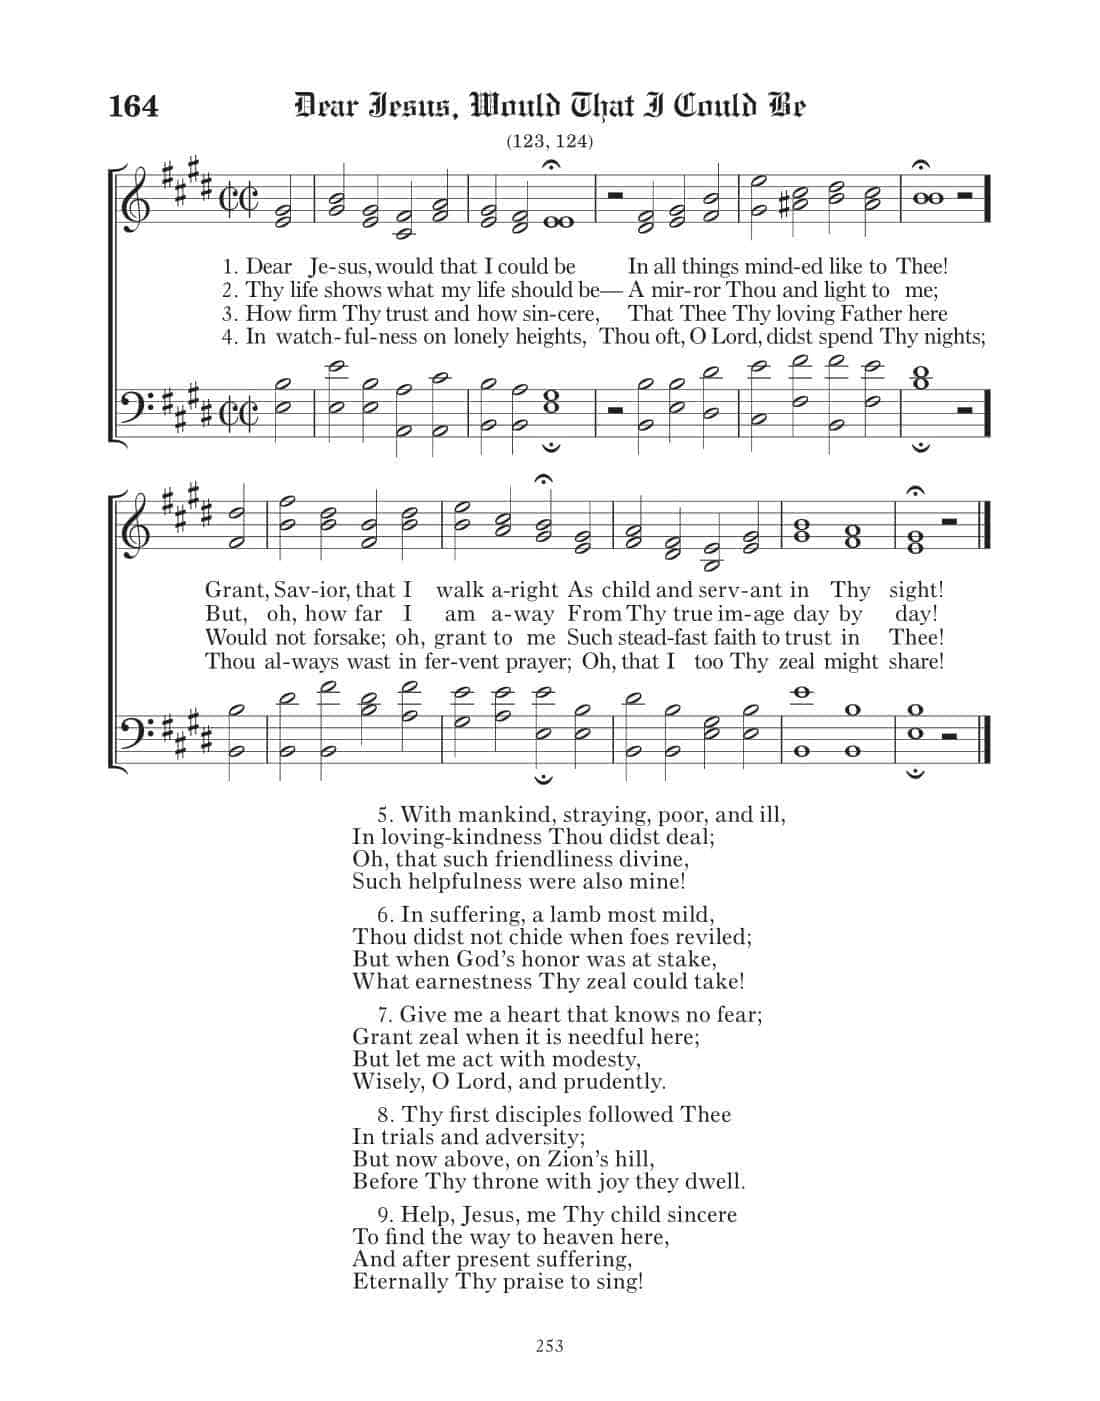 164 Dear Jesus, Would That I Could Be
(123, 124)
1. Dear Je-sus, would that I could be In all things mind-ed like to Thee!
2. Thy life shows what my life should be— A mir-ror Thou and light to me;
3. How firm Thy trust and how sin-cere, That Thee Thy loving Father here
4. In watch-ful-ness on lonely heights, Thou oft, O Lord, didst spend Thy nights;
Grant, Sav-ior, that I walk a-right As child and serv-ant in Thy sight!
But, oh, how far I am a-way From Thy true im-age day by day!
Would not forsake; oh, grant to me Such stead-fast faith to trust in Thee!
Thou al-ways wast in fer-vent prayer; Oh, that I too Thy zeal might share!
5. With mankind, straying, poor, and ill,
In loving-kindness Thou didst deal;
Oh, that such friendliness divine,
Such helpfulness were also mine!
6. In suffering, a lamb most mild,
Thou didst not chide when foes reviled;
But when God's honor was at stake,
What earnestness Thy zeal could take!
7. Give me a heart that knows no fear;
Grant zeal when it is needful here;
But let me act with modesty,
Wisely, O Lord, and prudently.
8. Thy first disciples followed Thee
In trials and adversity;
But now above, on Zion's hill,
Before Thy throne with joy they dwell.
9. Help, Jesus, me Thy child sincere
To find the way to heaven here,
And after present suffering,
Eternally Thy praise to sing!
253